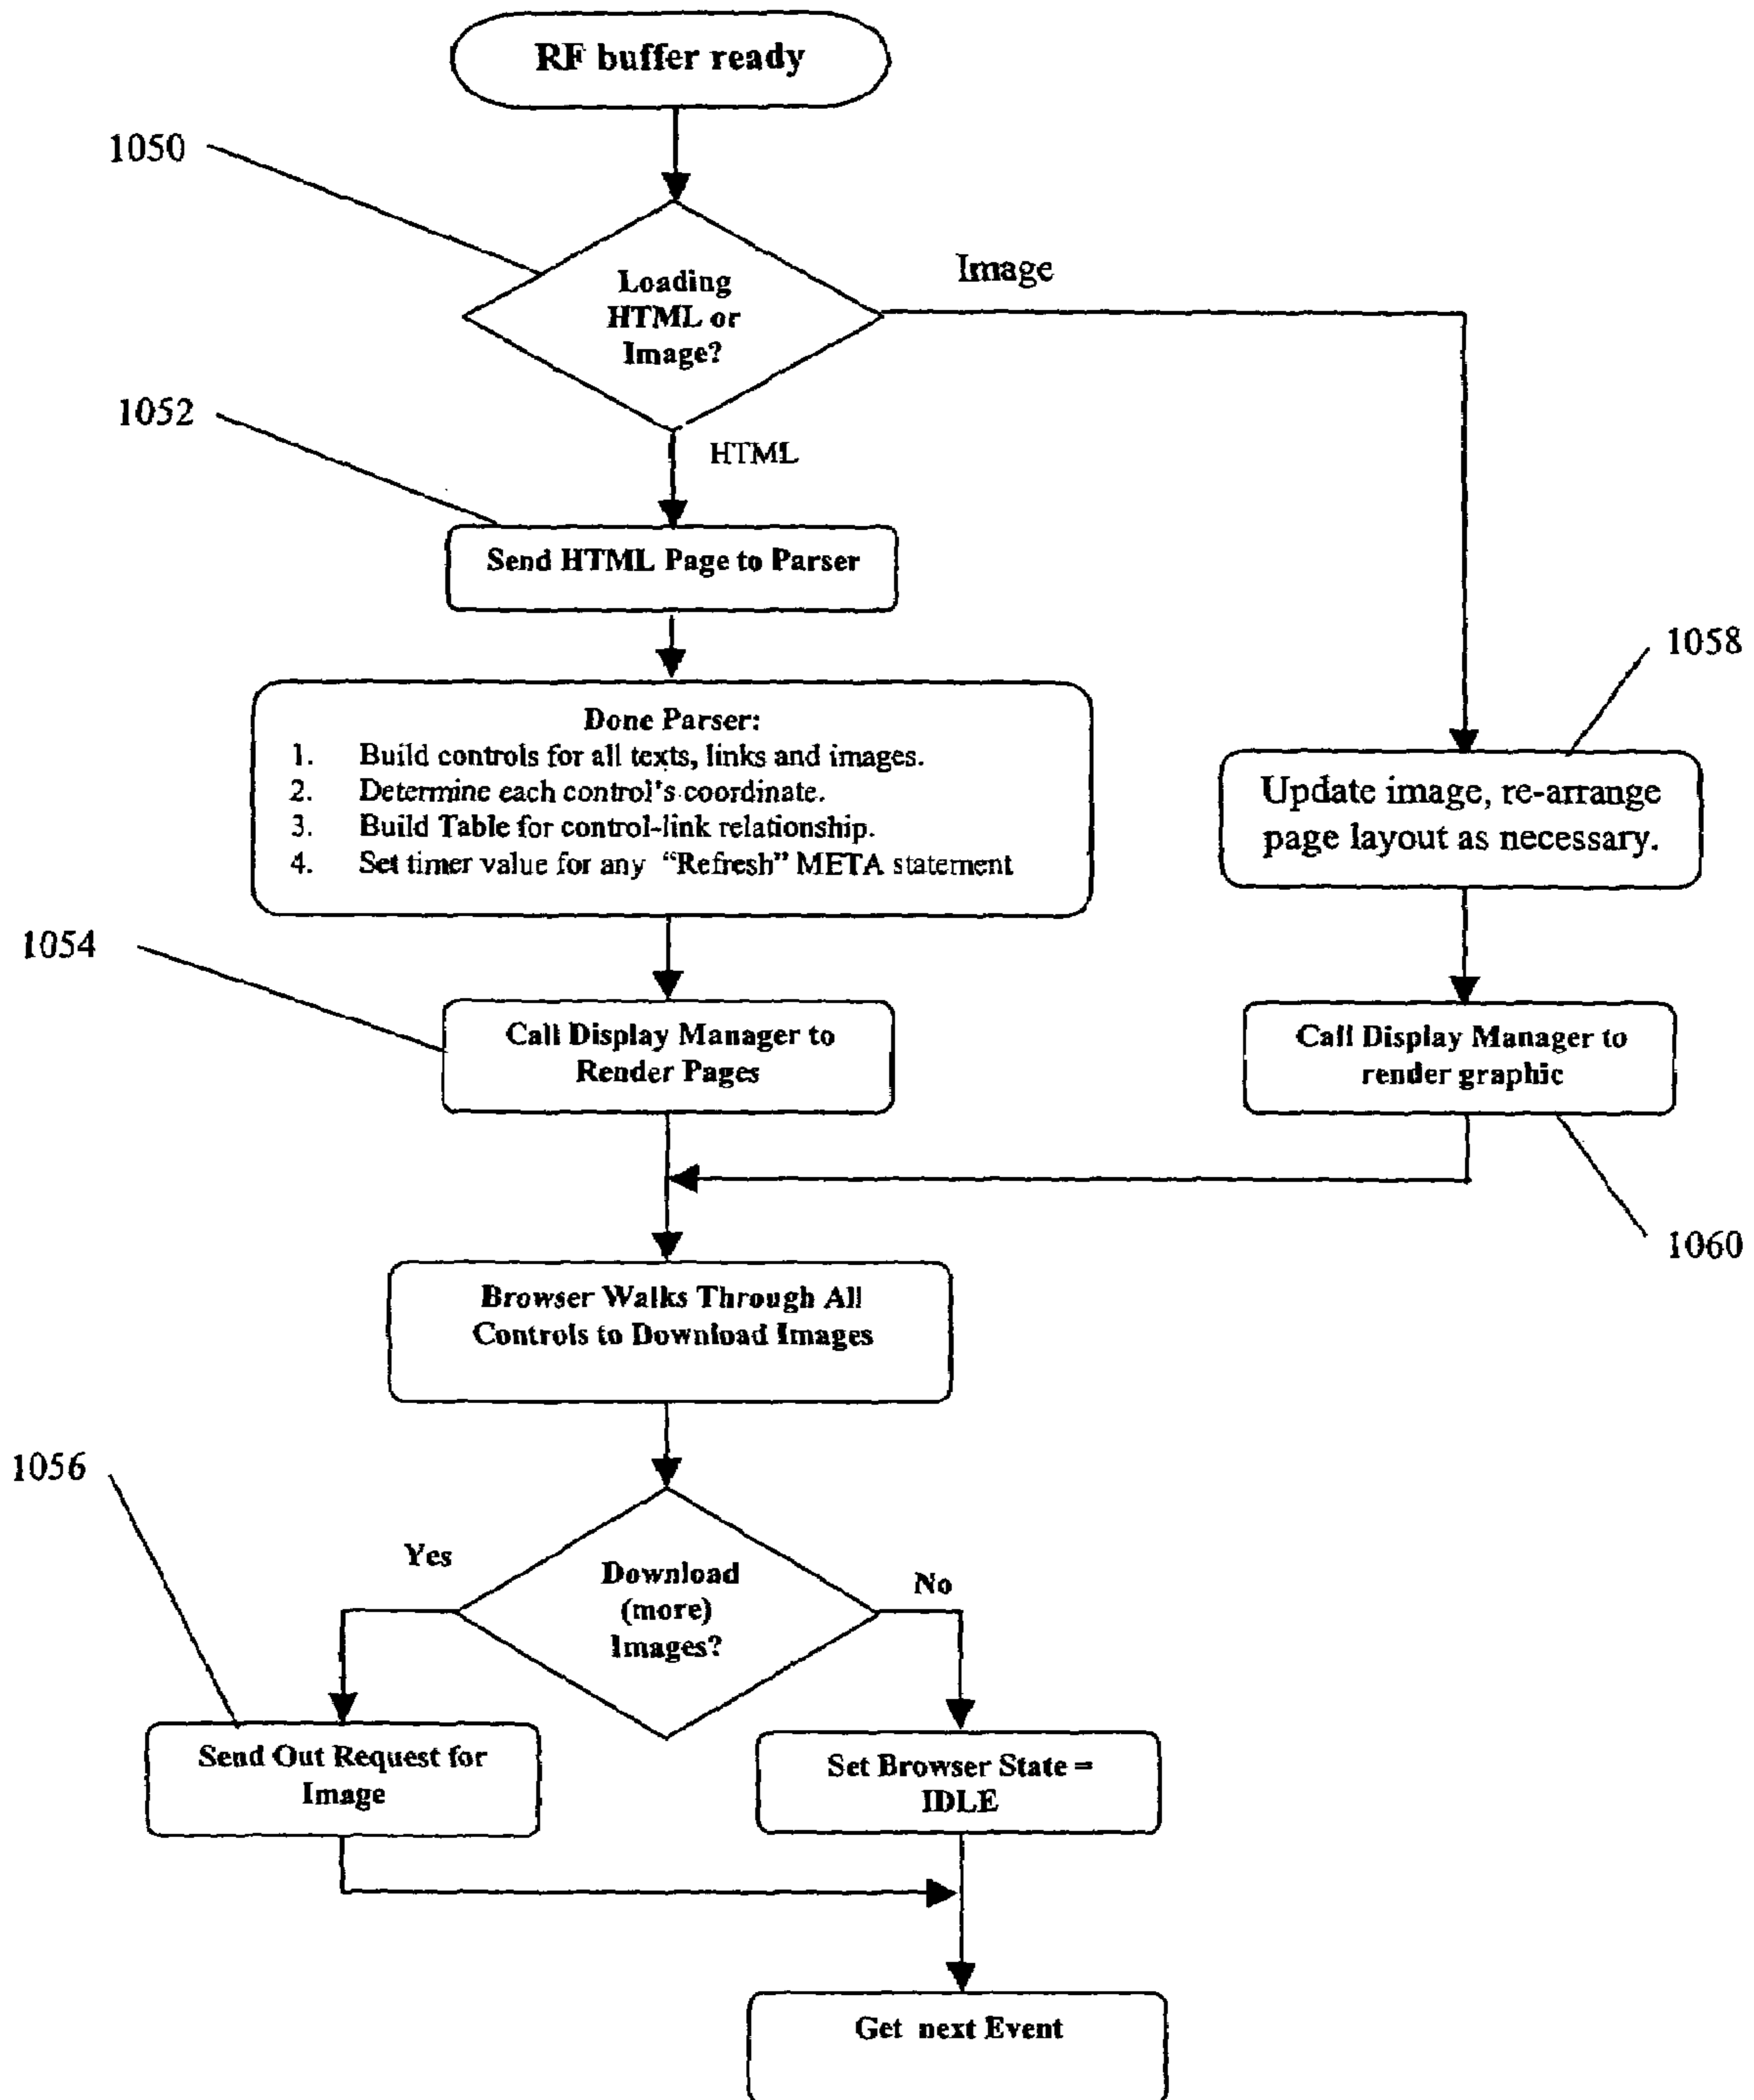 RF buffer ready
1050
Loading
HTML or
Image?
Image
1052
HTML
Send HTML Page to Parser
1058
Done Parser:
1. Build controls for all texts, links and images.
2. Determine each control's coordinate.
3. Build Table for control-link relationship.
4. Set timer value for any “Refresh” META statement
Update image, re-arrange
page layout as necessary.
1054
Call Display Manager to
Render Pages
Call Display Manager to
render graphic
1060
Browser Walks Through All
Controls to Download Images
1056
Yes
Download
(more)
Images?
No
Send Out Request for
Image
Set Browser State =
IDLE
Get next Event